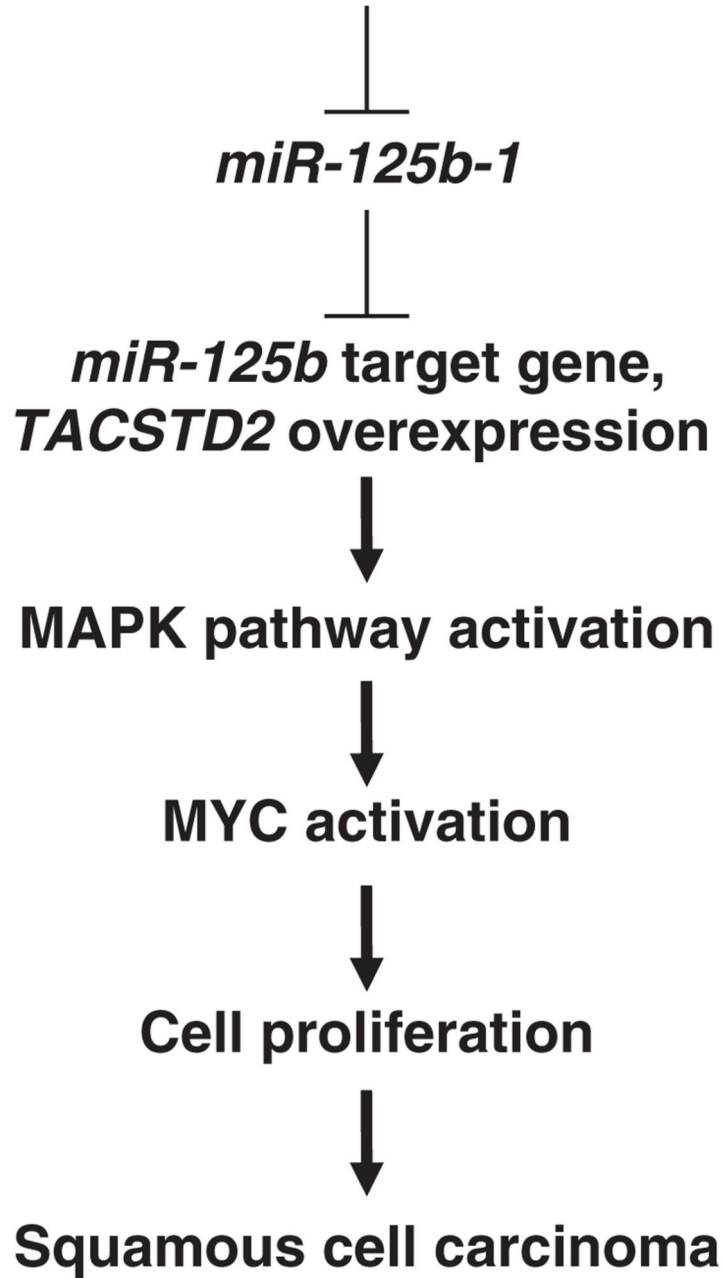 miR-125b-1
miR-125b target gene,
TACSTD2 overexpression
MAPK pathway activation
MYC activation
Cell proliferation
Squamous cell carcinoma